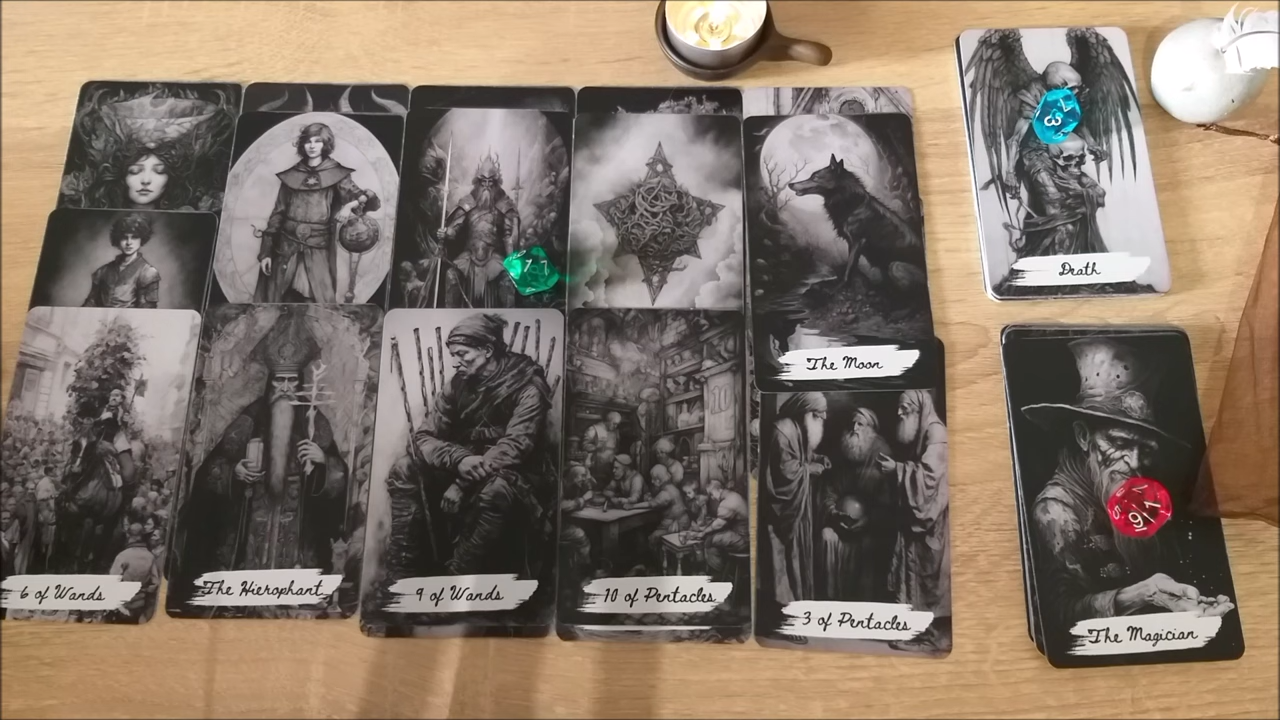 Death
The Moon
6 of Wands
The Hierophant
9 of Wands
10 of Pentacles
3 of Pentacles
The Magician